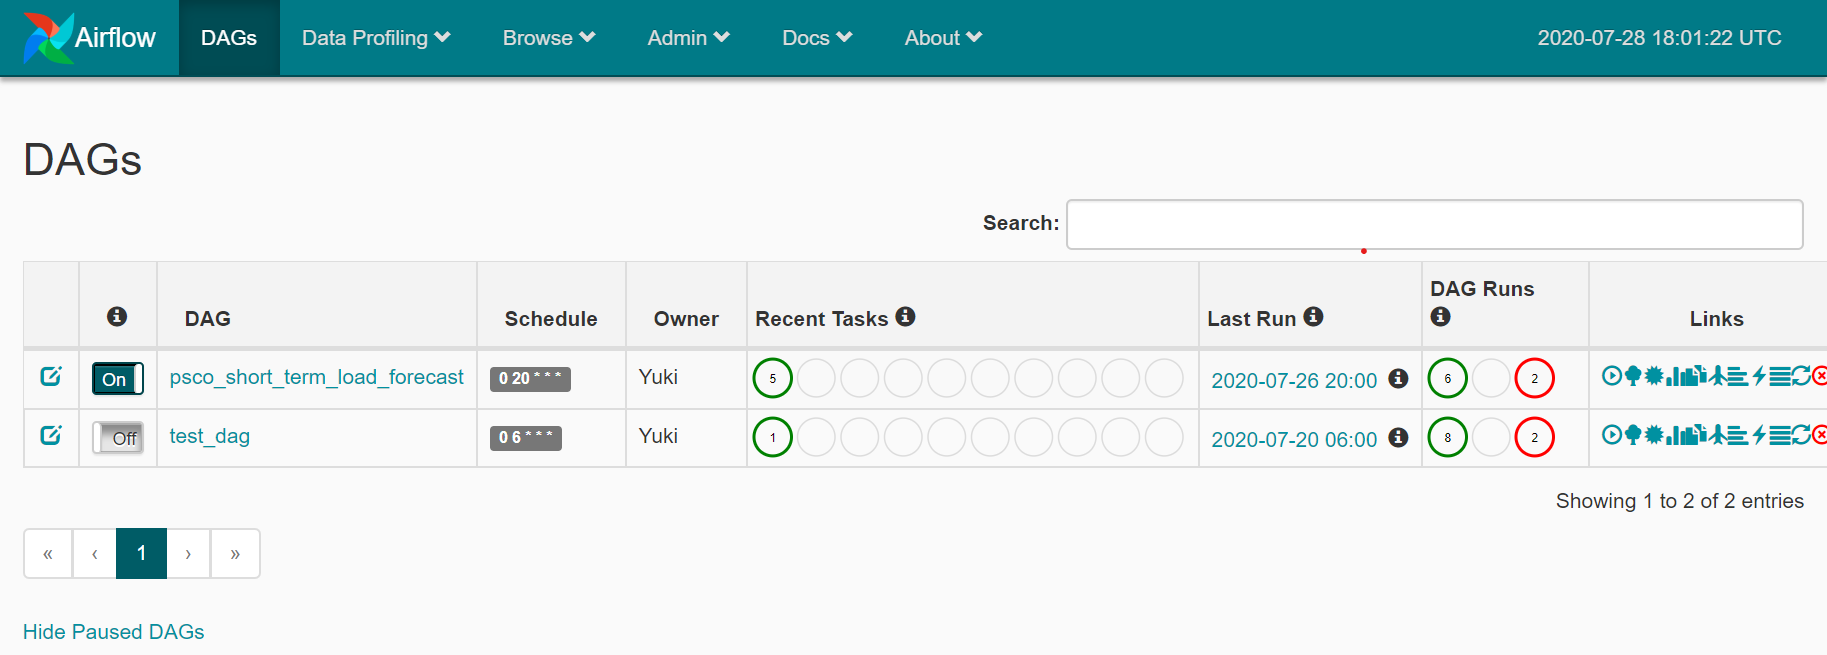 Airflow DAGs Data Profiling Browse Admin Docs About 2020-07-28 18:01:22 UTC
DAGs
Search:
DAG Schedule Owner Recent Tasks Last Run DAG Runs Links
On psco_short_term_load_forecast 0 20 * * * Yuki 5 2020-07-26 20:00 6 2
Off test_dag 0 6 * * * Yuki 1 2020-07-20 06:00 8 2
Showing 1 to 2 of 2 entries
« ‹ 1 › »
Hide Paused DAGs